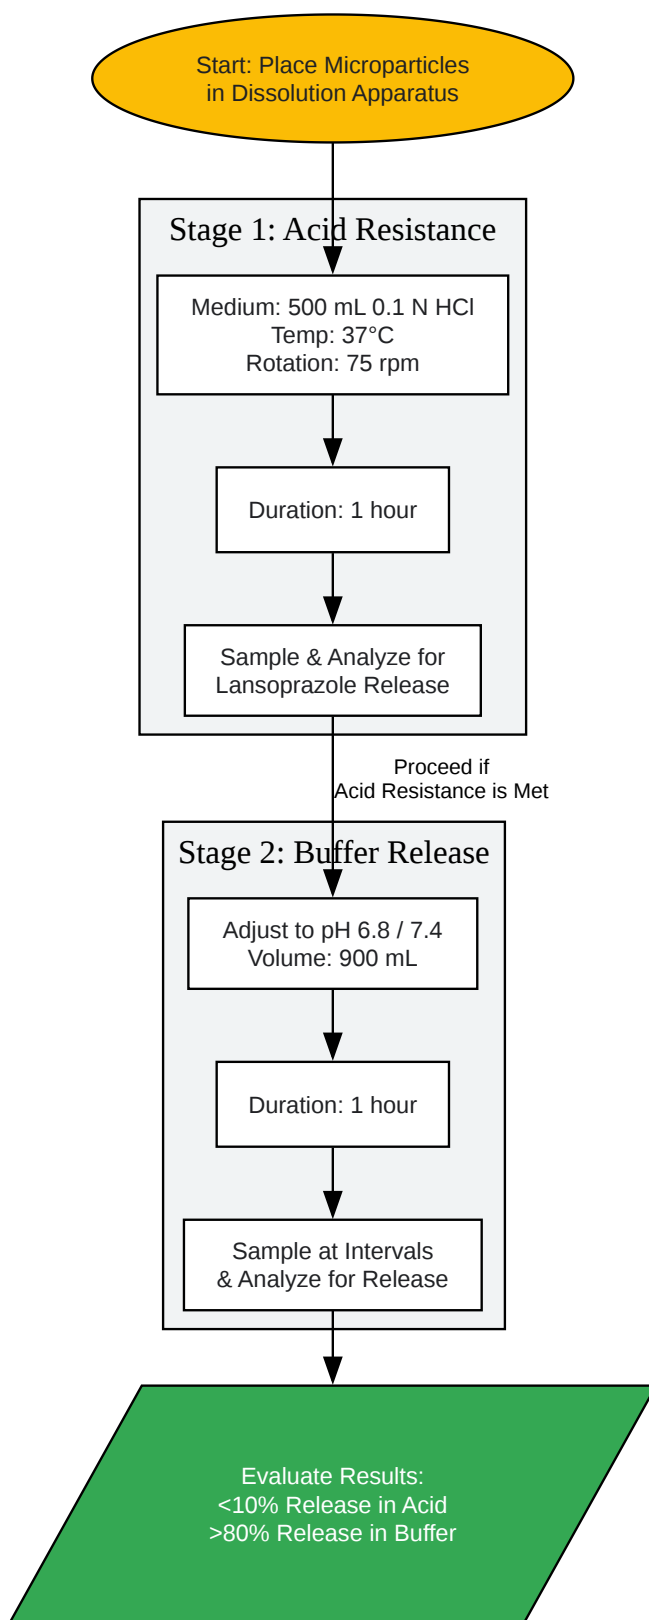 Start: Place Microparticles
in Dissolution Apparatus
Stage 1: Acid Resistance
Medium: 500 mL 0.1 N HCl
Temp: 37°C
Rotation: 75 rpm
Duration: 1 hour
Sample & Analyze for
Lansoprazole Release
Proceed if
Acid Resistance is Met
Stage 2: Buffer Release
Adjust to pH 6.8 / 7.4
Volume: 900 mL
Duration: 1 hour
Sample at Intervals
& Analyze for Release
Evaluate Results:
<10% Release in Acid
>80% Release in Buffer